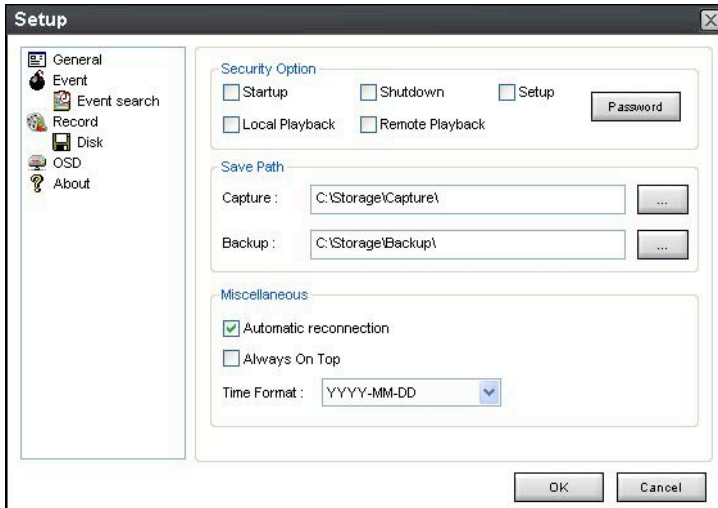 Setup
General
Event
Event search
Record
Disk
OSD
About
Security Option
Startup Shutdown Setup
Password
Local Playback Remote Playback
Save Path
Capture : C:\Storage\Capture\ ...
Backup : C:\Storage\Backup\ ...
Miscellaneous
Automatic reconnection
Always On Top
Time Format : YYYY-MM-DD
OK Cancel